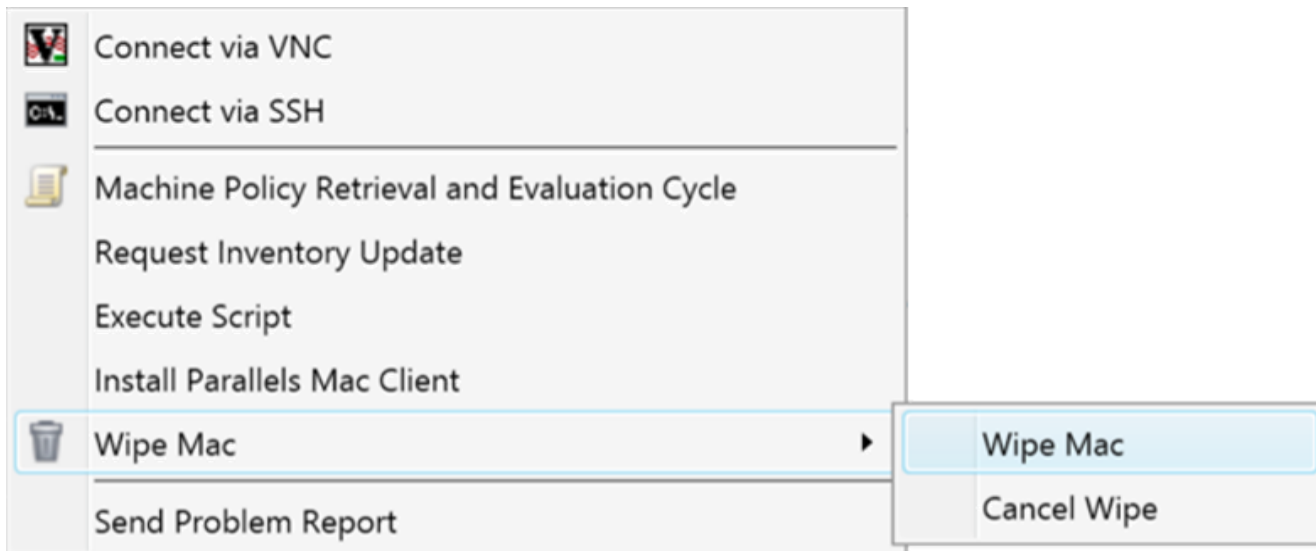 Connect via VNC
C:\.
Connect via SSH
Machine Policy Retrieval and Evaluation Cycle
Request Inventory Update
Execute Script
Install Parallels Mac Client
Wipe Mac
Wipe Mac
Cancel Wipe
Send Problem Report